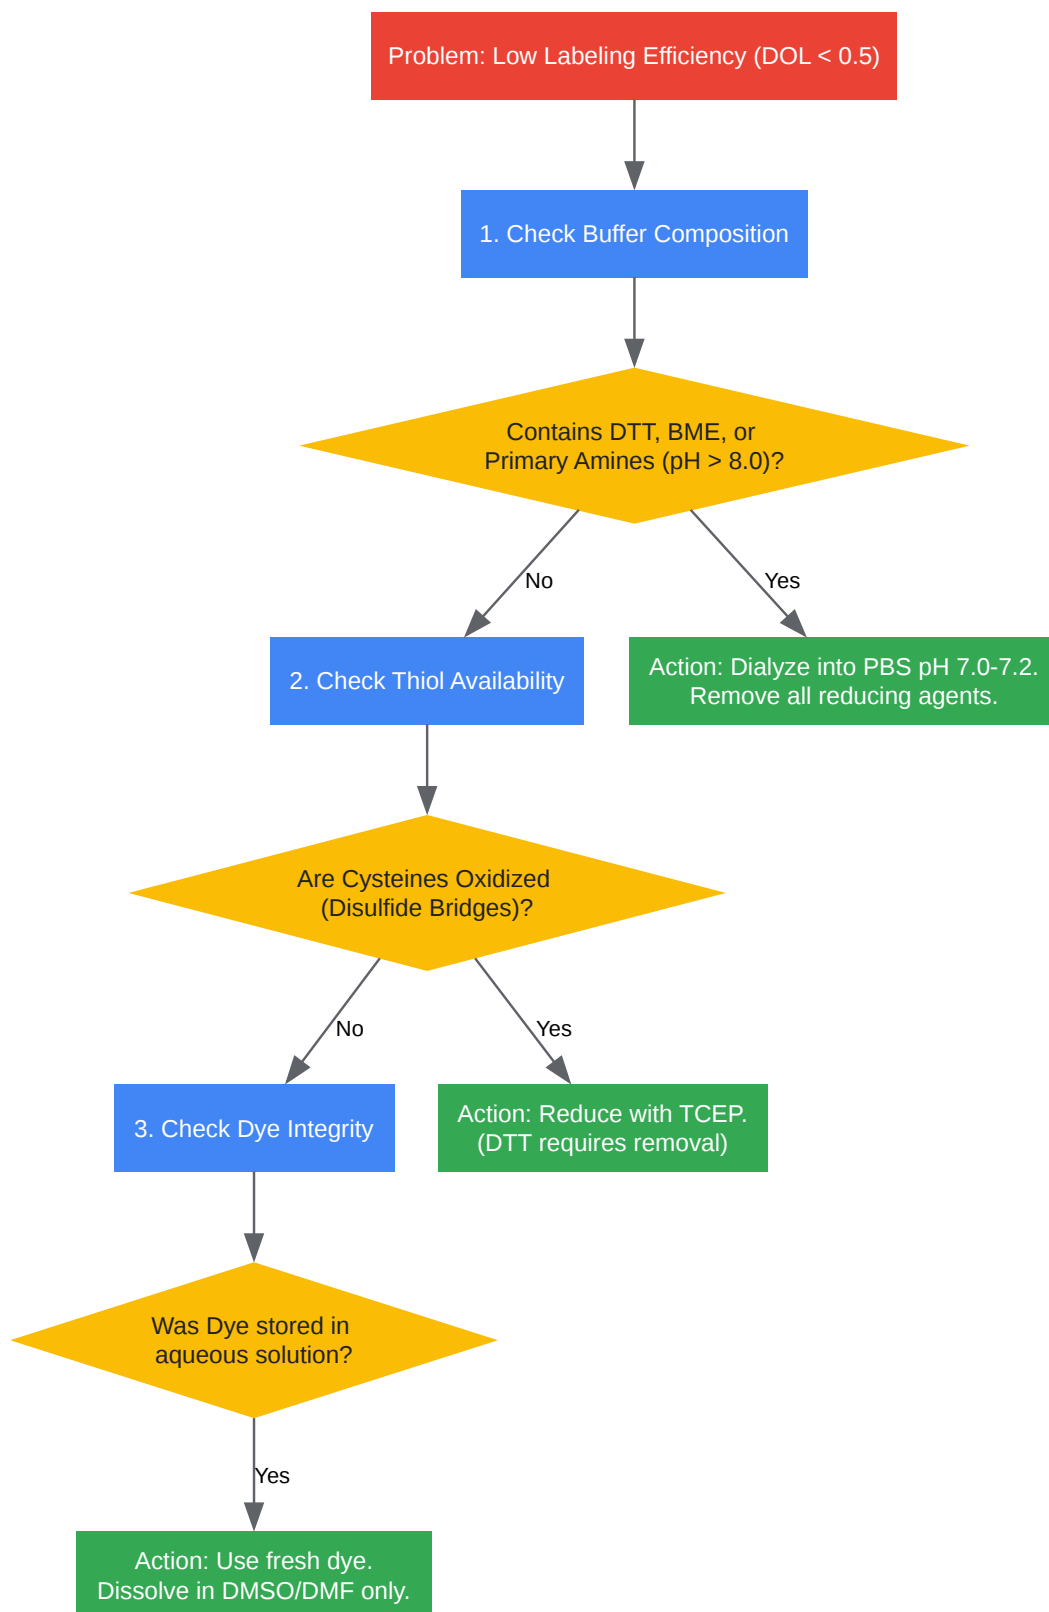 Problem: Low Labeling Efficiency (DOL < 0.5)
1. Check Buffer Composition
Contains DTT, BME, or
Primary Amines (pH > 8.0)?
No
Yes
2. Check Thiol Availability
Action: Dialyze into PBS pH 7.0-7.2.
Remove all reducing agents.
Are Cysteines Oxidized
(Disulfide Bridges)?
No
Yes
3. Check Dye Integrity
Action: Reduce with TCEP.
(DTT requires removal)
Was Dye stored in
aqueous solution?
Yes
Action: Use fresh dye.
Dissolve in DMSO/DMF only.